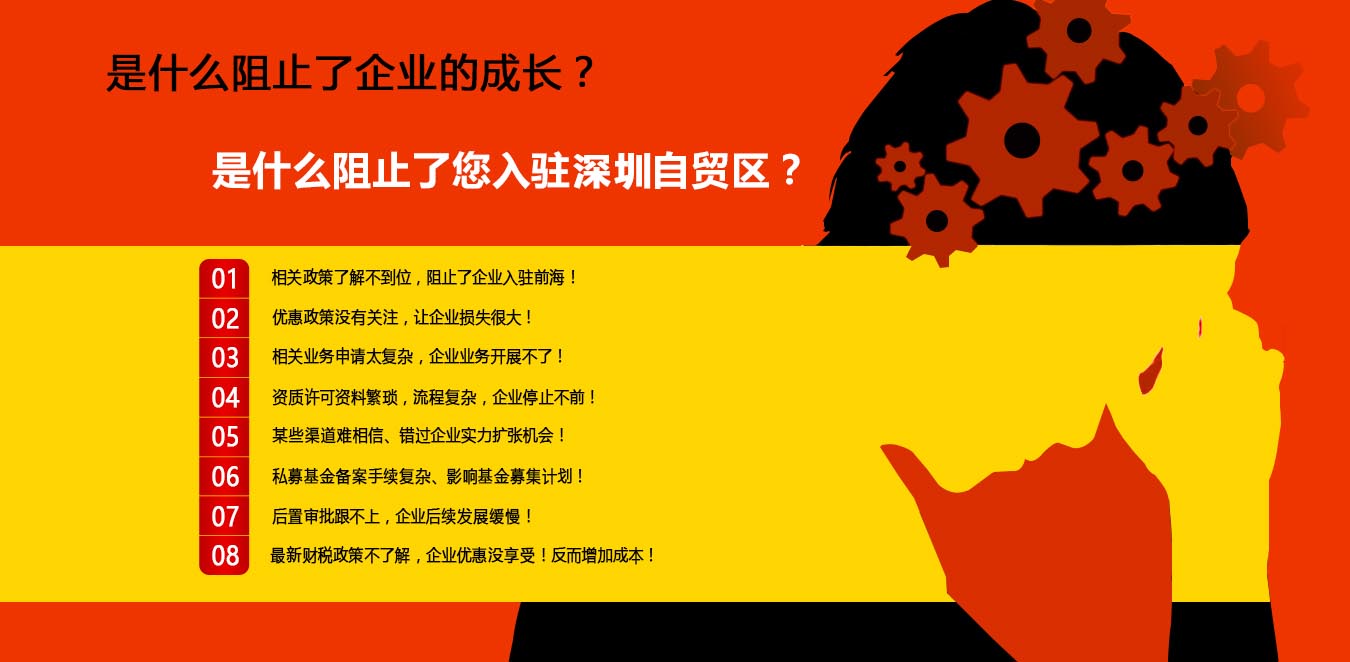 是什么阻止了企业的成长？
是什么阻止了您入驻深圳自贸区？
01 相关政策了解不到位，阻止了企业入驻前海！
02 优惠政策没有关注，让企业损失很大！
03 相关业务申请太复杂，企业业务开展不了！
04 资质许可资料繁琐，流程复杂，企业停止不前！
05 某些渠道难相信、错过企业实力扩张机会！
06 私募基金备案手续复杂、影响基金募集计划！
07 后置审批跟不上，企业后续发展缓慢！
08 最新财税政策不了解，企业优惠没享受！反而增加成本！